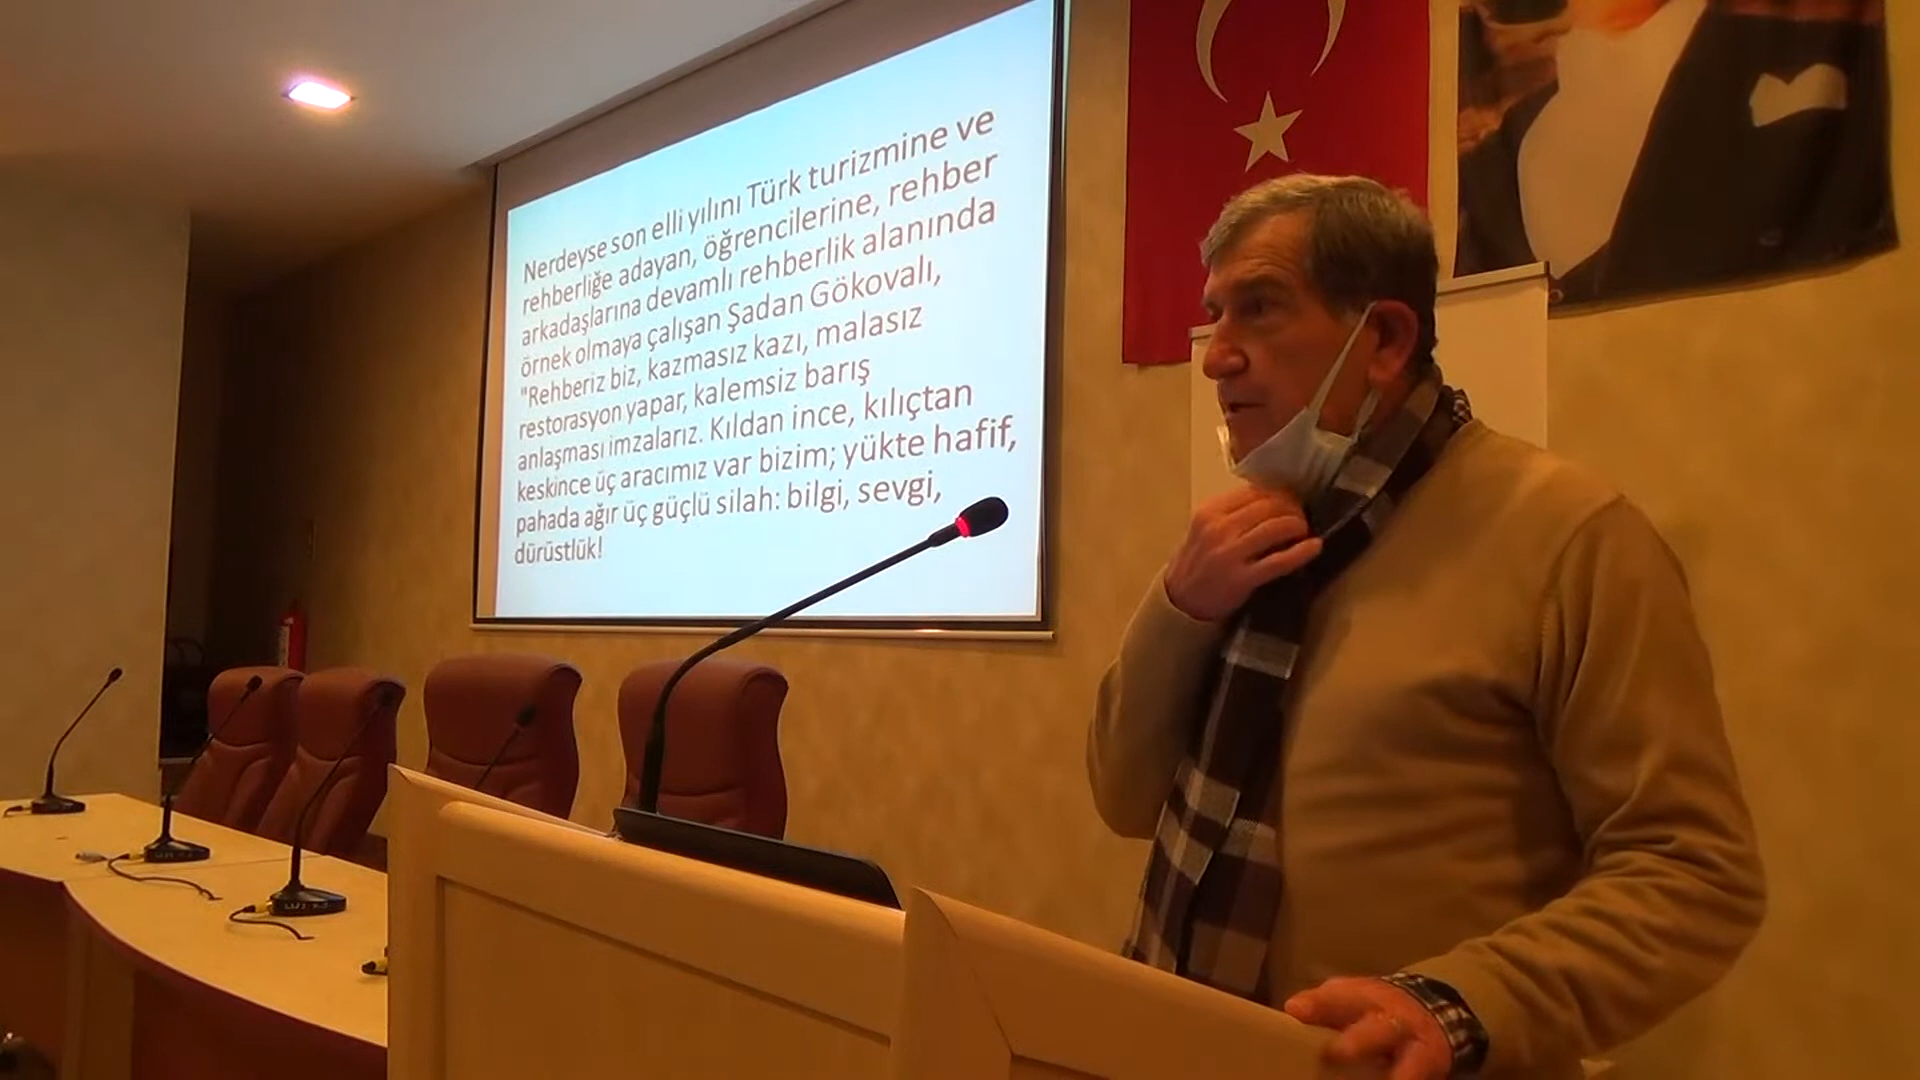 Nerdeyse son elli yılını Türk turizmine ve
rehberliğe adayan, öğrencilerine, rehber
arkadaşlarına devamlı rehberlik alanında
örnek olmaya çalışan Şadan Gökovalı,
"Rehberiz biz, kazmasız kazı, malasız
restorasyon yapar, kalemsiz barış
anlaşması imzalarız. Kıldan ince, kılıçtan
keskince üç aracımız var bizim; yükte hafif,
pahada ağır üç güçlü silah: bilgi, sevgi,
dürüstlük!